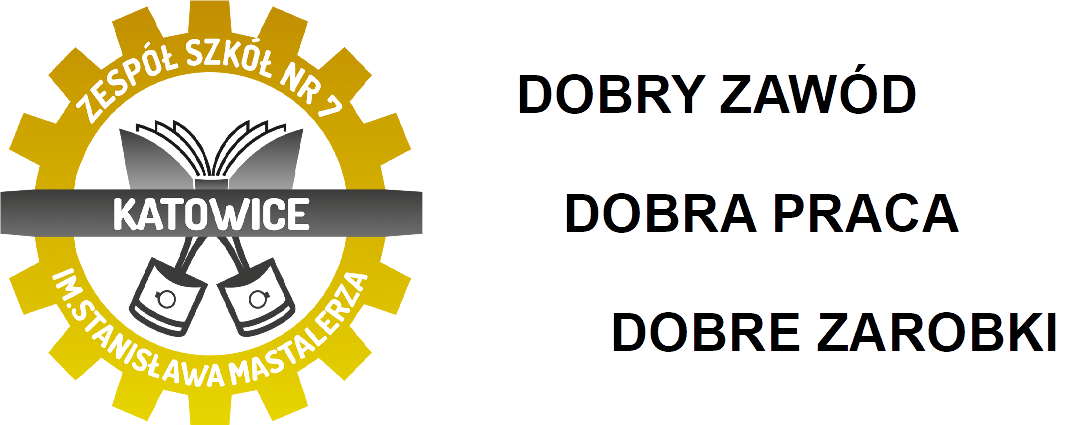 ZESPÓŁ SZKÓŁ NR 7
KATOWICE
IM.STANISŁAWA MASTALERZA
DOBRY ZAWÓD
DOBRA PRACA
DOBRE ZAROBKI